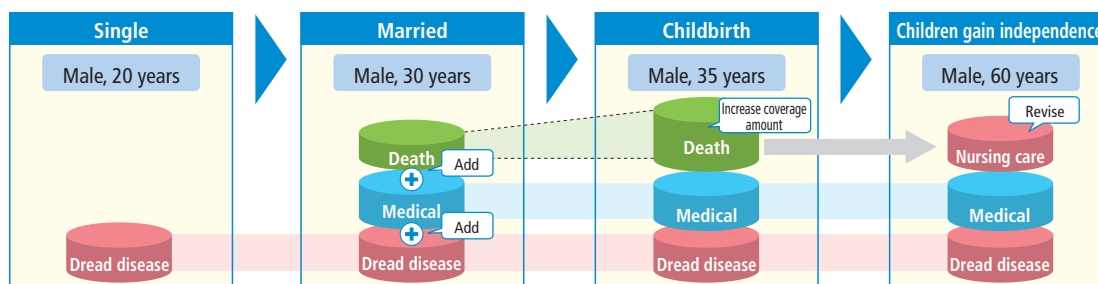 Single
Married
Childbirth
Children gain independence
Male, 20 years
Male, 30 years
Male, 35 years
Male, 60 years
Increase coverage
amount
Revise
Death
Add
Death
Nursing care
Medical
Add
Medical
Medical
Dread disease
Dread disease
Dread disease
Dread disease